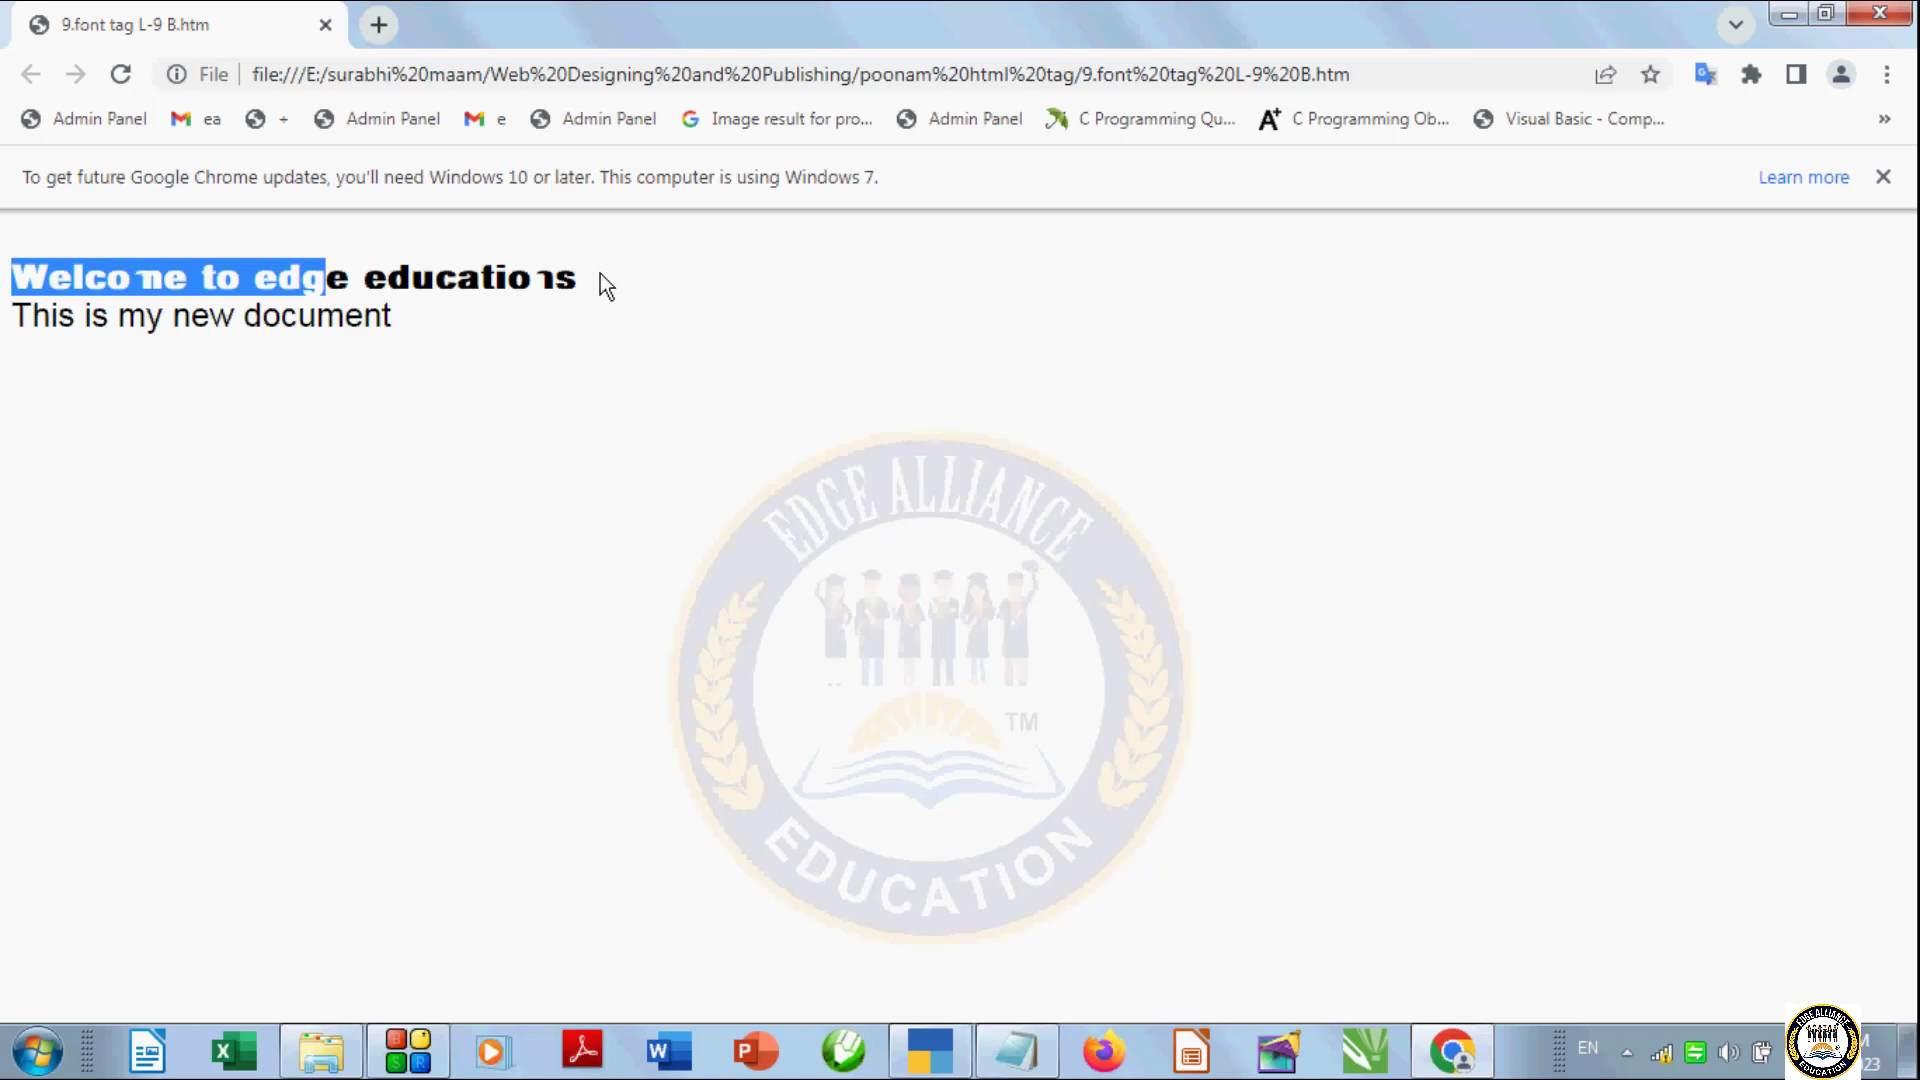 9.font tag L-9 B.htm
File
file:///E:/surabhi%20maam/Web%20Designing%20and%20Publishing/poonam%20html%20tag/9.font%20tag%20L-9%20B.htm
Admin Panel ea + Admin Panel e Admin Panel Image result for pro... Admin Panel C Programming Qu... A+ C Programming Ob... Visual Basic - Comp... »
To get future Google Chrome updates, you'll need Windows 10 or later. This computer is using Windows 7. Learn more
Welcome to edge educations
This is my new document
EDGE ALLIANCE
TM
EDUCATION
EN
EDGE ALLIANCE
EDUCATION